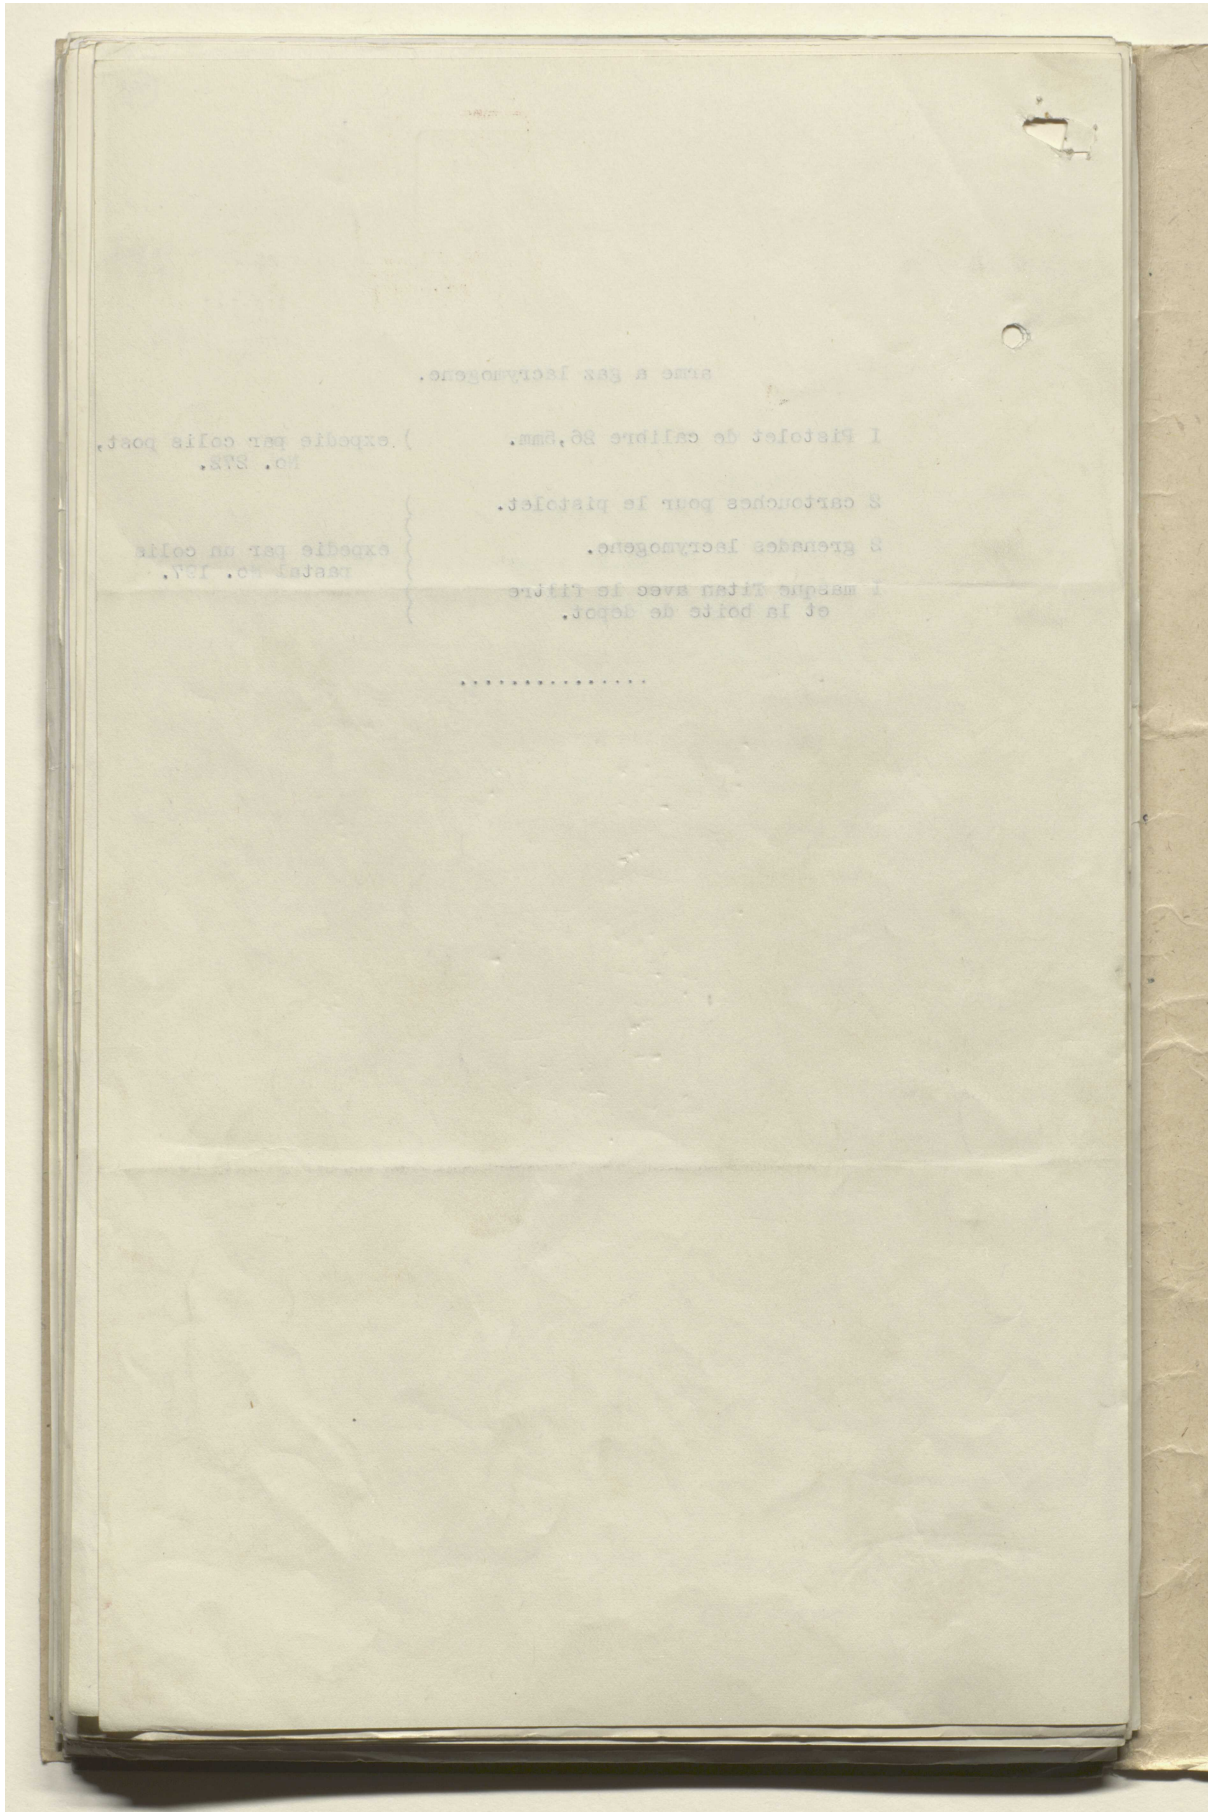 arme a gaz lacrymogene.
1 Pistolet de calibre 26,5mm. ) expedie par colis post,
No. 272.
2 cartouches pour le pistolet. )
2 grenades lacrymogene. ) expedie par un colis
postal No. 197.
1 masque Titan avec le filtre )
et la boite de depot. )
...............